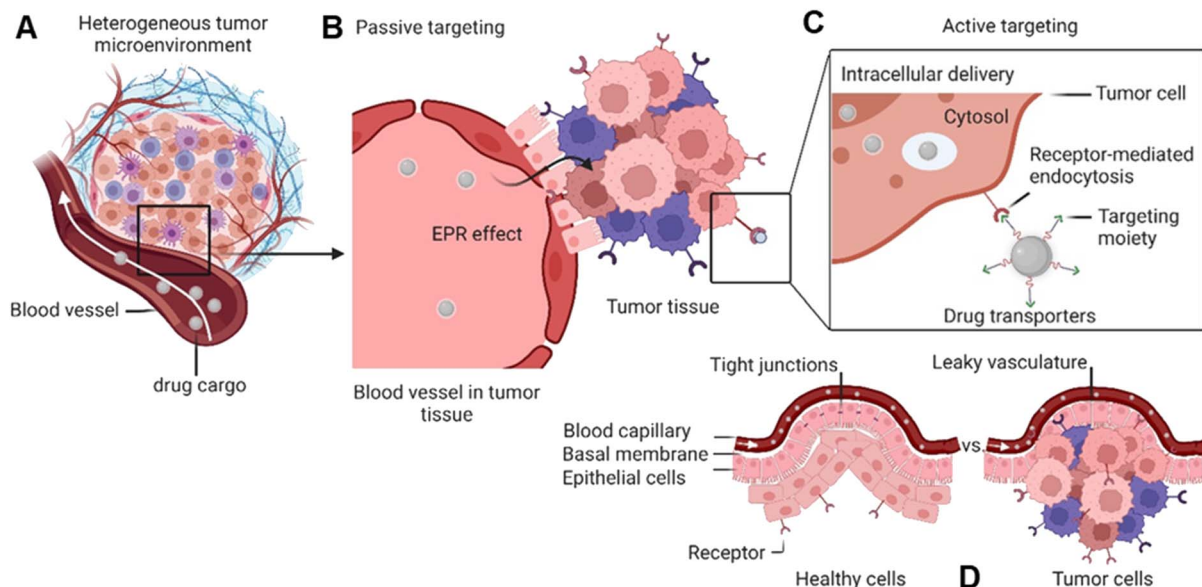 A
Heterogeneous tumor
microenvironment
Blood vessel
drug cargo
B
Passive targeting
EPR effect
Tumor tissue
Blood vessel in tumor
tissue
C
Active targeting
Intracellular delivery
Cytosol
Tumor cell
Receptor-mediated
endocytosis
Targeting
moiety
Drug transporters
Tight junctions
Leaky vasculature
Blood capillary
Basal membrane
Epithelial cells
vs.
Receptor
Healthy cells
D
Tumor cells